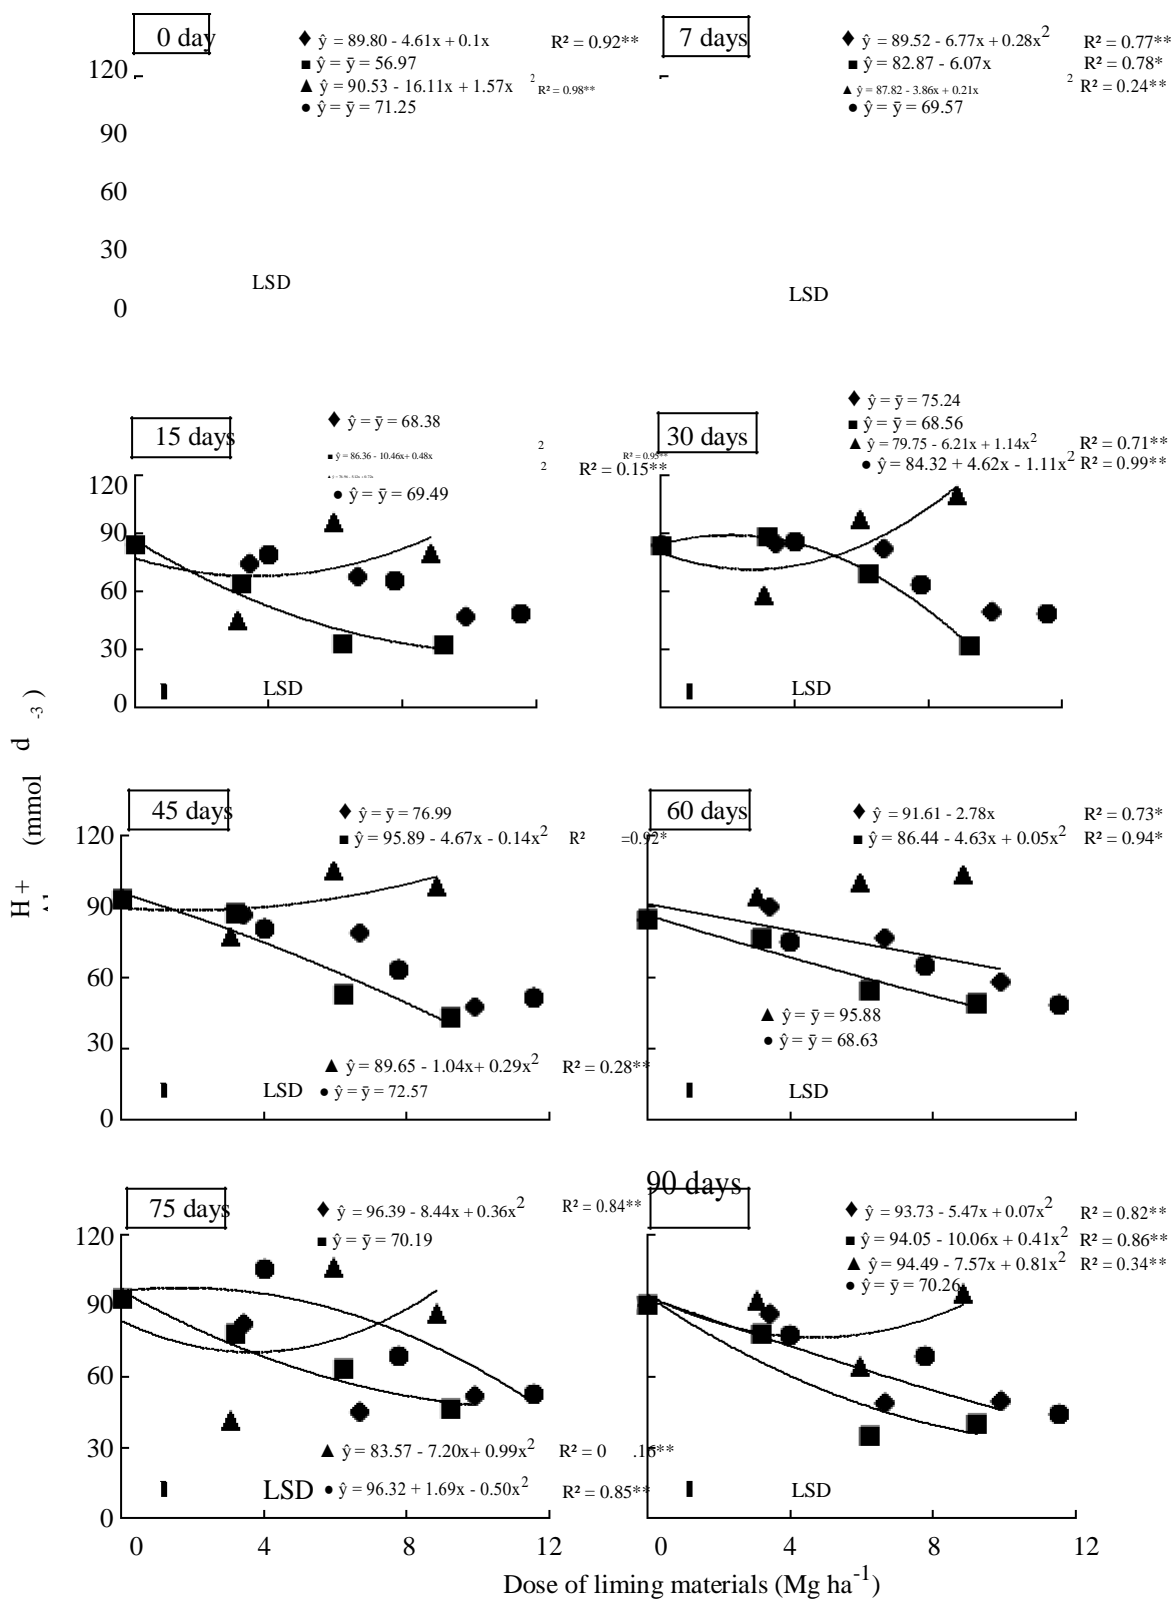 0 day
♦ ŷ = 89.80 - 4.61x + 0.1x R² = 0.92**
■ ŷ = ȳ = 56.97
▲ ŷ = 90.53 - 16.11x + 1.57x 2 R² = 0.98**
● ŷ = ȳ = 71.25
7 days
♦ ŷ = 89.52 - 6.77x + 0.28x² R² = 0.77**
■ ŷ = 82.87 - 6.07x R² = 0.78*
▲ ŷ = 87.82 - 3.86x + 0.21x 2 R² = 0.24**
● ŷ = ȳ = 69.57
120
90
60
30
0
LSD
LSD
15 days
♦ ŷ = ȳ = 68.38
■ ŷ = 86.36 - 10.46x+ 0.48x 2 R² = 0.95**
2 R² = 0.15**
● ŷ = ȳ = 69.49
30 days
♦ ŷ = ȳ = 75.24
■ ŷ = ȳ = 68.56
▲ ŷ = 79.75 - 6.21x + 1.14x² R² = 0.71**
● ŷ = 84.32 + 4.62x - 1.11x² R² = 0.99**
120
90
60
30
0
LSD
LSD
H + (mmol d -3 )
45 days
♦ ŷ = ȳ = 76.99
■ ŷ = 95.89 - 4.67x - 0.14x² R² =0.92*
60 days
♦ ŷ = 91.61 - 2.78x R² = 0.73*
■ ŷ = 86.44 - 4.63x + 0.05x² R² = 0.94*
120
90
60
30
0
▲ ŷ = 89.65 - 1.04x+ 0.29x² R² = 0.28**
LSD ● ŷ = ȳ = 72.57
▲ ŷ = ȳ = 95.88
● ŷ = ȳ = 68.63
LSD
75 days
♦ ŷ = 96.39 - 8.44x + 0.36x² R² = 0.84**
■ ŷ = ȳ = 70.19
90 days
♦ ŷ = 93.73 - 5.47x + 0.07x² R² = 0.82**
■ ŷ = 94.05 - 10.06x + 0.41x² R² = 0.86**
▲ ŷ = 94.49 - 7.57x + 0.81x² R² = 0.34**
● ŷ = ȳ = 70.26
120
90
60
30
0
▲ ŷ = 83.57 - 7.20x+ 0.99x² R² = 0 .16**
LSD ● ŷ = 96.32 + 1.69x - 0.50x² R² = 0.85**
LSD
0 4 8 12
0 4 8 12
Dose of liming materials (Mg ha⁻¹)